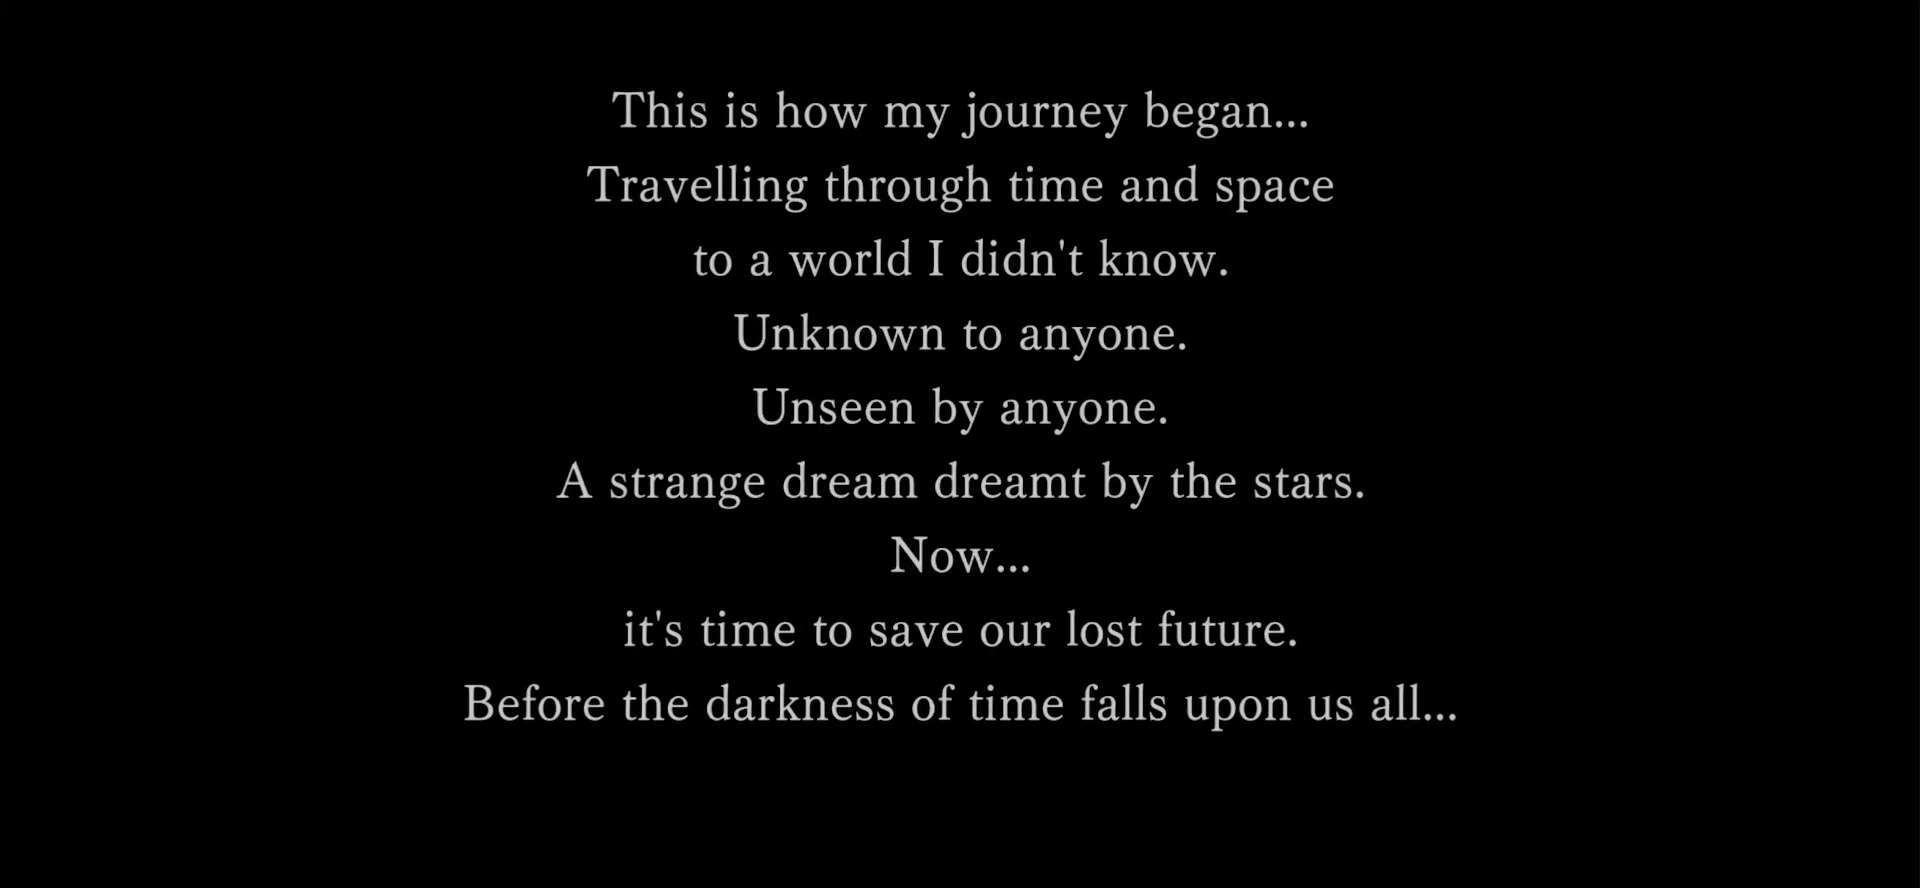 This is how my journey began...
Travelling through time and space
to a world I didn't know.
Unknown to anyone.
Unseen by anyone.
A strange dream dreamt by the stars.
Now...
it's time to save our lost future.
Before the darkness of time falls upon us all...